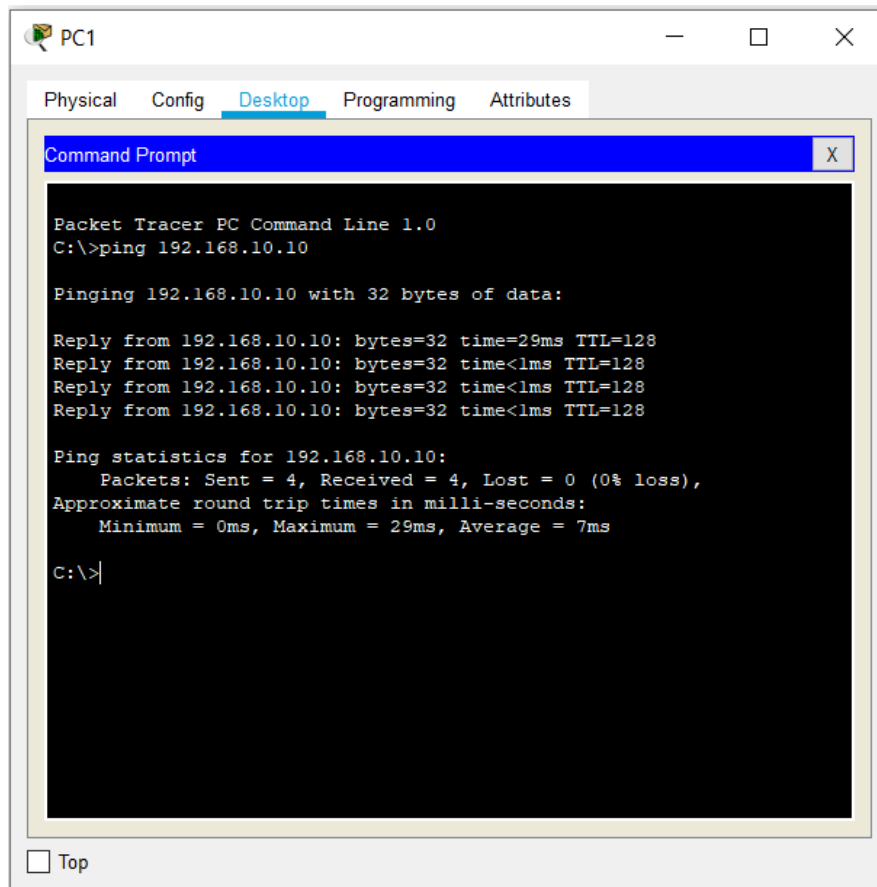 PC1
Physical Config Desktop Programming Attributes
Command Prompt
X
Packet Tracer PC Command Line 1.0
C:\>ping 192.168.10.10
Pinging 192.168.10.10 with 32 bytes of data:
Reply from 192.168.10.10: bytes=32 time=29ms TTL=128
Reply from 192.168.10.10: bytes=32 time<1ms TTL=128
Reply from 192.168.10.10: bytes=32 time<1ms TTL=128
Reply from 192.168.10.10: bytes=32 time<1ms TTL=128
Ping statistics for 192.168.10.10:
Packets: Sent = 4, Received = 4, Lost = 0 (0% loss),
Approximate round trip times in milli-seconds:
Minimum = 0ms, Maximum = 29ms, Average = 7ms
C:\>
Top